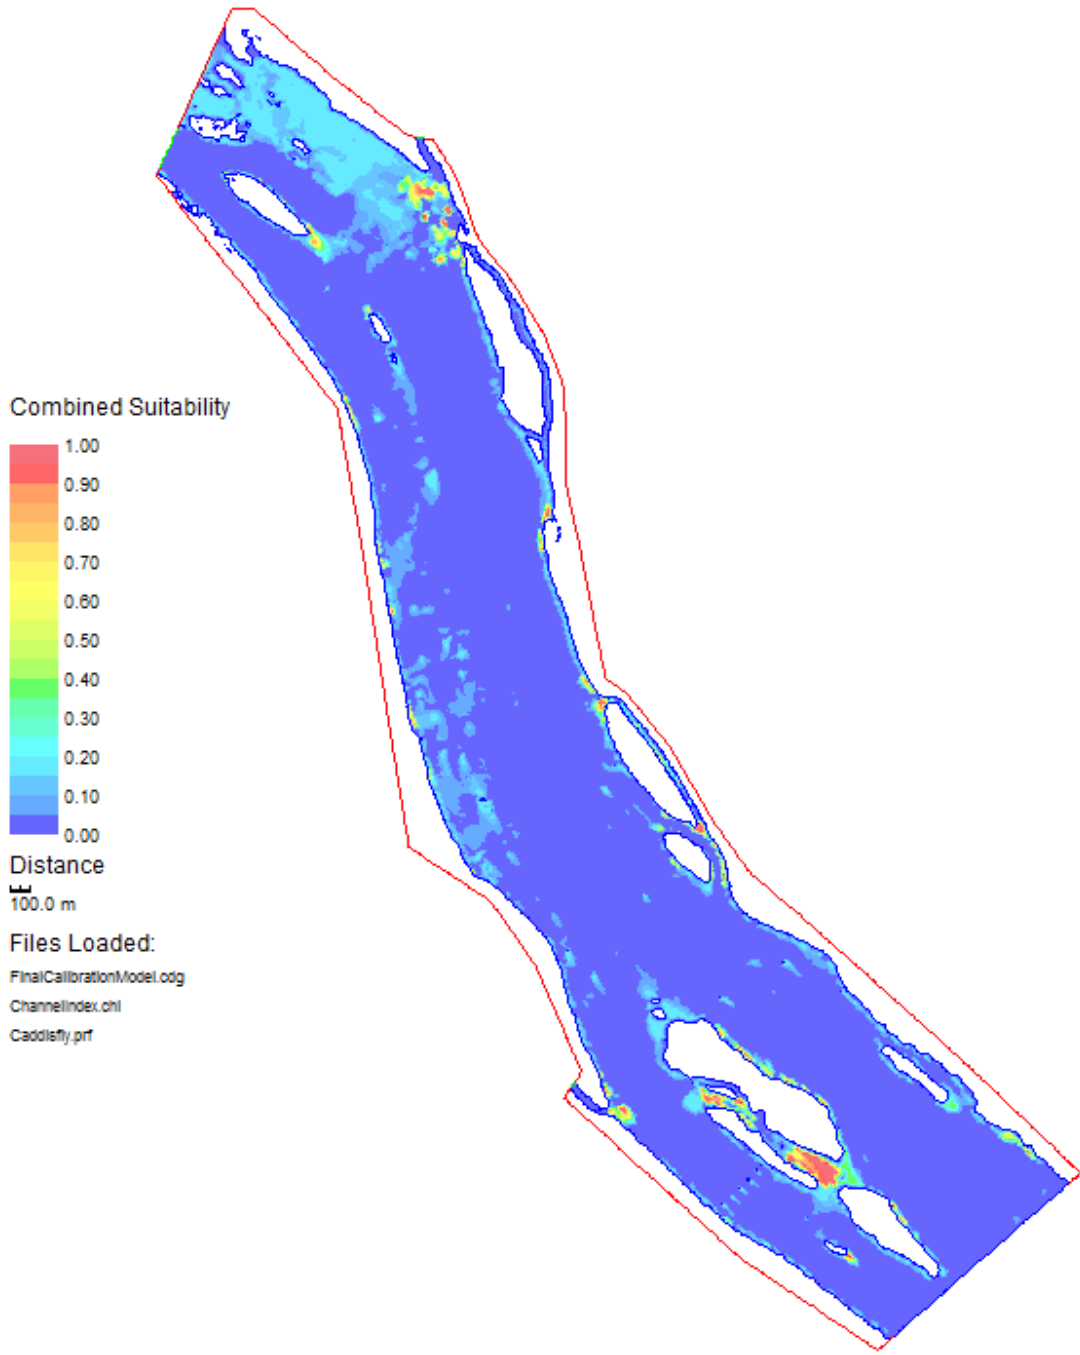 Combined Suitability
1.00
0.90
0.80
0.70
0.60
0.50
0.40
0.30
0.20
0.10
0.00
Distance
100.0 m
Files Loaded:
FinalCalibrationModel.cdg
ChannelIndex.chi
Caddisfly.prf